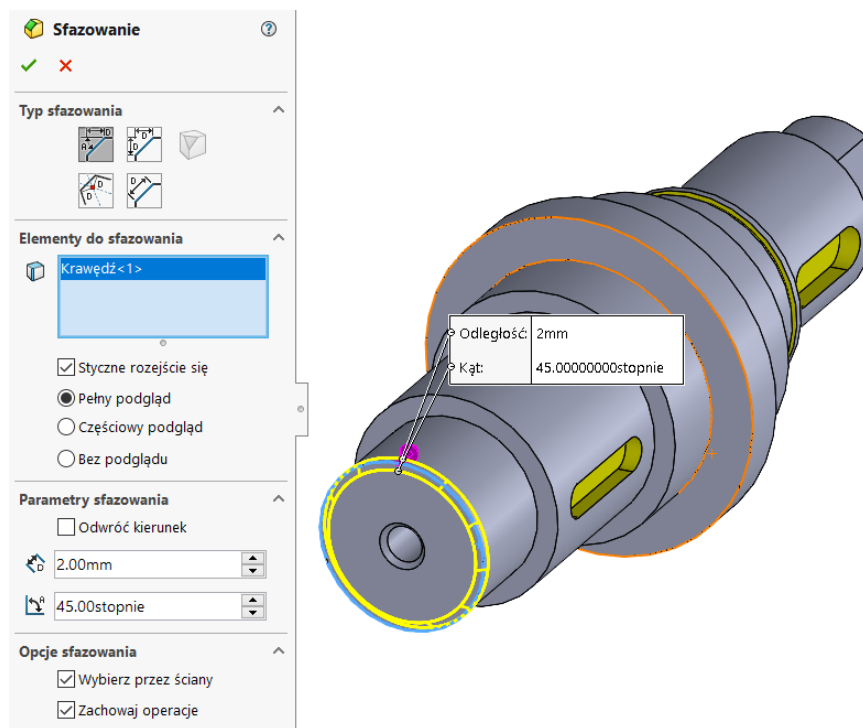 Sfazowanie
Typ sfazowania
Elementy do sfazowania
Krawędź<1>
Styczne rozejście się
Pełny podgląd
Częściowy podgląd
Bez podglądu
Parametry sfazowania
Odwróć kierunek
2.00mm
45.00stopnie
Opcje sfazowania
Wybierz przez ściany
Zachowaj operacje
Odległość: 2mm
Kąt: 45.00000000stopnie